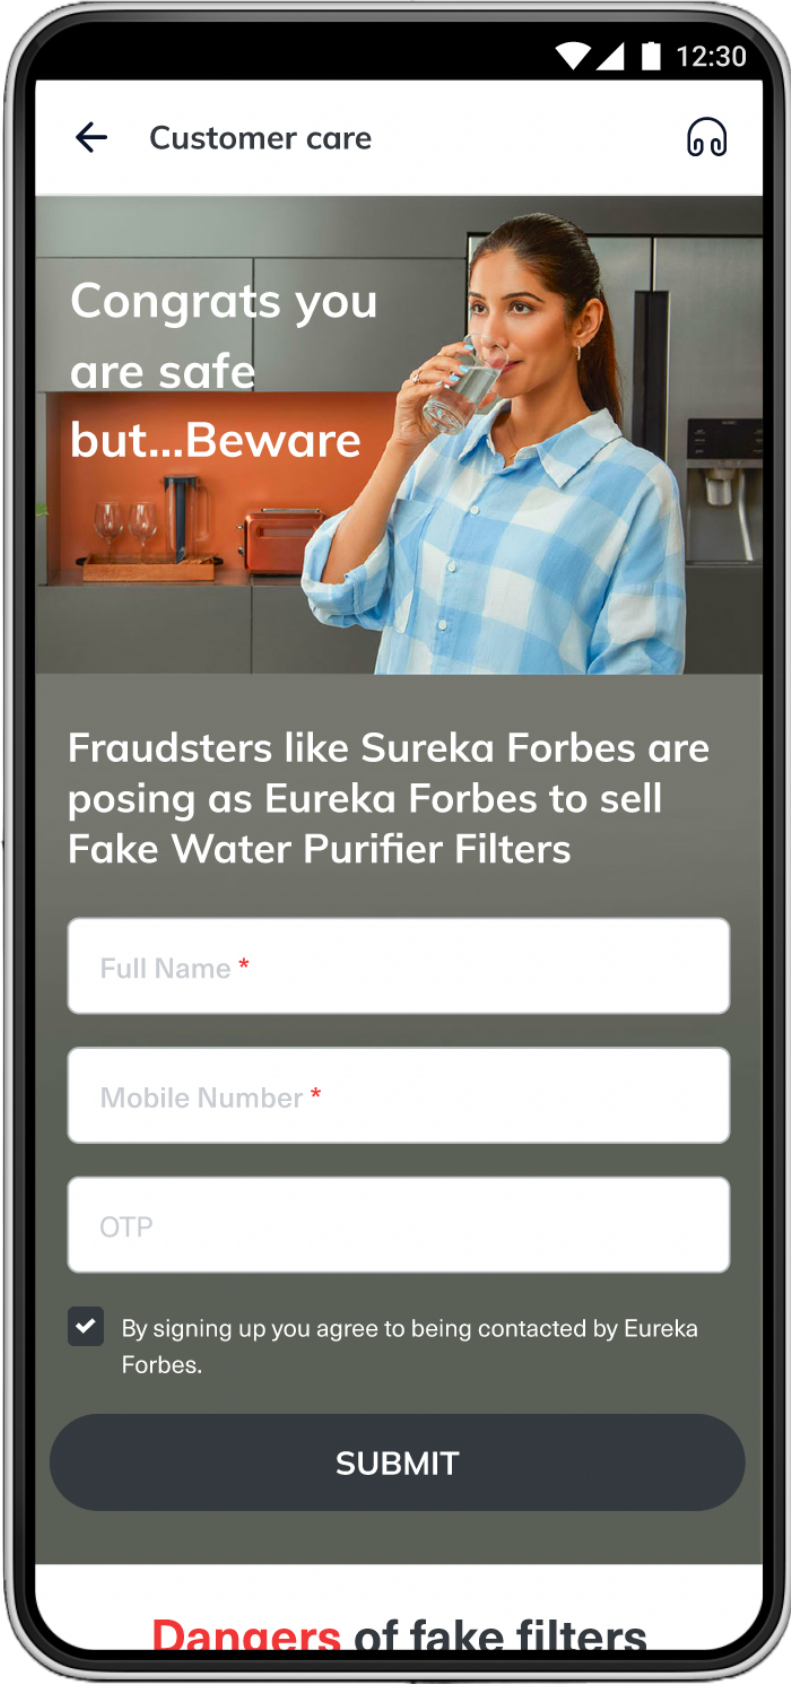 12:30
Customer care
Congrats you
are safe
but...Beware
Fraudsters like Sureka Forbes are
posing as Eureka Forbes to sell
Fake Water Purifier Filters
Full Name *
Mobile Number *
OTP
By signing up you agree to being contacted by Eureka
Forbes.
SUBMIT
Dangers of fake filters